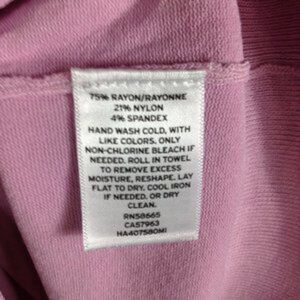 75% RAYON/RAYONNE
21% NYLON
4% SPANDEX
HAND WASH COLD, WITH
LIKE COLORS. ONLY
NON-CHLORINE BLEACH IF
NEEDED. ROLL IN TOWEL
TO REMOVE EXCESS
MOISTURE, RESHAPE, LAY
FLAT TO DRY. COOL IRON
IF NEEDED. OR DRY
CLEAN.
RN58665
CA57963
HA407580MI